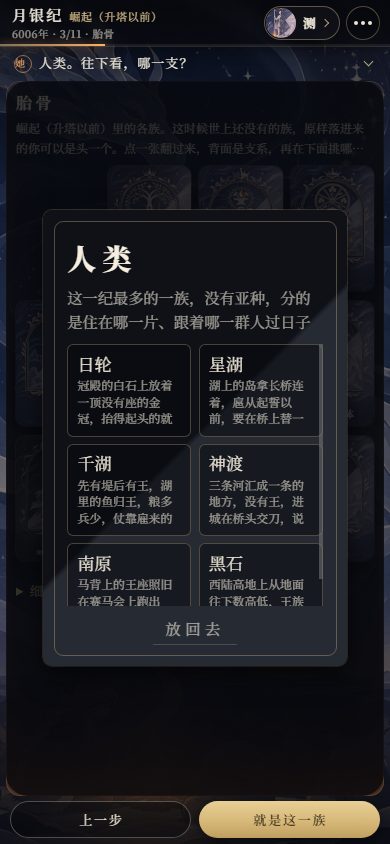 月银纪 崛起（升塔以前）
测
6006年 · 3/11 · 胎骨
她 人类。往下看，哪一支？
胎骨
崛起（升塔以前）里的各族。这时候世上还没有的族，原样落进来
的你可以是头一个。点一张翻过来，背面是支系，再在下面挑哪…
人类
这一纪最多的一族，没有亚种，分的
是住在哪一片、跟着哪一群人过日子
日轮
冠殿的白石上放着
一顶没有座的金
冠，抬得起头的就
星湖
湖上的岛拿长桥连
着，扈从起誓以
前，要在桥上替一
千湖
先有堤后有王，湖
里的鱼归王，粮多
兵少，仗靠雇来的
神渡
三条河汇成一条的
地方，没有王，进
城在桥头交刀，说
南原
马背上的王座照旧
在赛马会上跑出
黑石
西陆高地上从地面
往下数高低，王族
放回去
上一步
就是这一族